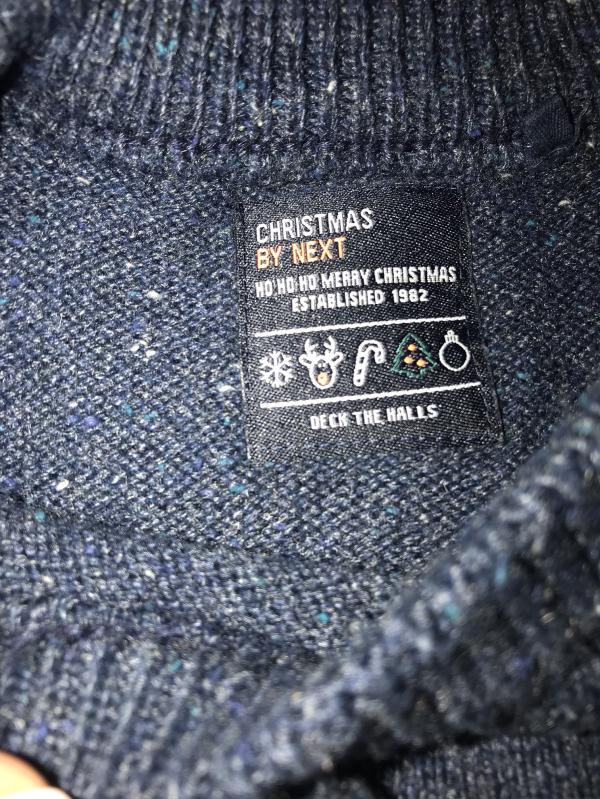 CHRISTMAS
BY NEXT
HO HO HO MERRY CHRISTMAS
ESTABLISHED 1982
DECK THE HALLS